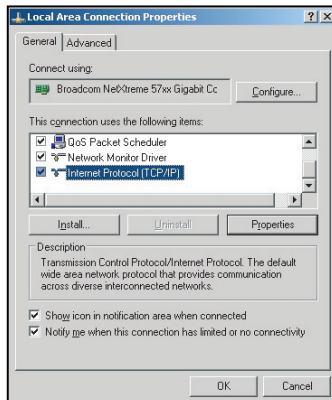 Local Area Connection Properties
General Advanced
Connect using:
Broadcom NetXtreme 57xx Gigabit Cc
Configure...
This connection uses the following items:
QoS Packet Scheduler
Network Monitor Driver
Internet Protocol (TCP/IP)
Install... Uninstall Properties
Description
Transmission Control Protocol/Internet Protocol. The default
wide area network protocol that provides communication
across diverse interconnected networks.
Show icon in notification area when connected
Notify me when this connection has limited or no connectivity
OK Cancel